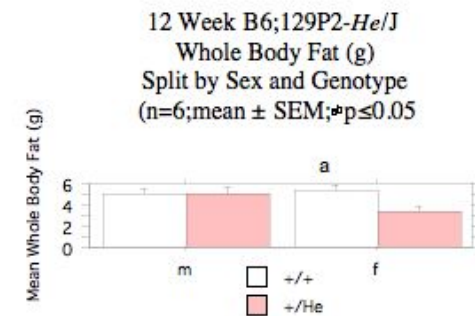 12 Week B6;129P2-He/J
Whole Body Fat (g)
Split by Sex and Genotype
(n=6;mean ± SEM; p≤0.05
Mean Whole Body Fat (g)
a
6
4
2
0
m
f
+/+
+/He